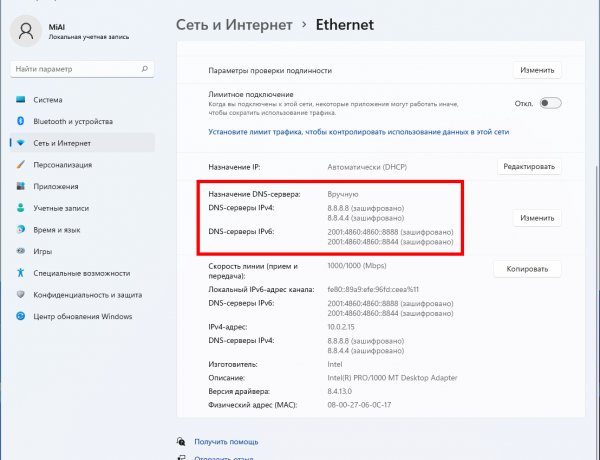 MiAI
Локальная учетная запись
Сеть и Интернет › Ethernet
Найти параметр
Система
Bluetooth и устройства
Сеть и Интернет
Персонализация
Приложения
Учетные записи
Время и язык
Игры
Специальные возможности
Конфиденциальность и защита
Центр обновления Windows
Параметры проверки подлинности
Изменить
Лимитное подключение
Когда вы подключены к этой сети, некоторые приложения могут работать иначе,
чтобы сократить использование трафика.
Откл.
Установите лимит трафика, чтобы контролировать использование данных в этой сети
Назначение IP: Автоматически (DHCP)
Редактировать
Назначение DNS-сервера: Вручную
DNS-серверы IPv4: 8.8.8.8 (зашифровано)
8.8.4.4 (зашифровано)
DNS-серверы IPv6: 2001:4860:4860::8888 (зашифровано)
2001:4860:4860::8844 (зашифровано)
Изменить
Скорость линии (прием и 1000/1000 (Mbps)
передача):
Копировать
Локальный IPv6-адрес канала: fe80::89a9:efe:96fd:ceea%11
DNS-серверы IPv6: 2001:4860:4860::8888 (зашифровано)
2001:4860:4860::8844 (зашифровано)
IPv4-адрес: 10.0.2.15
DNS-серверы IPv4: 8.8.8.8 (зашифровано)
8.8.4.4 (зашифровано)
Изготовитель: Intel
Описание: Intel(R) PRO/1000 MT Desktop Adapter
Версия драйвера: 8.4.13.0
Физический адрес (MAC): 08-00-27-06-0C-17
Получить помощь
Отправить отзыв